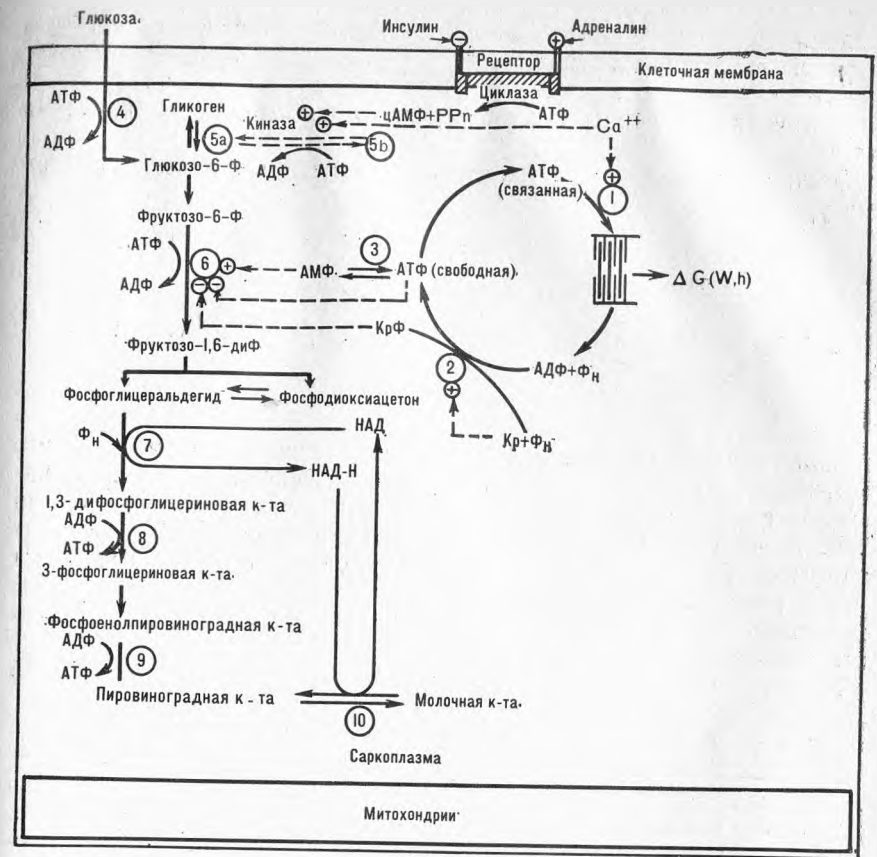 Глюкоза
Инсулин ⊖ ⊕ Адреналин
Рецептор
Клеточная мембрана
Циклаза
АТФ
4
АДФ
Гликоген
5а
Киназа
⊕
⊕
цАМФ+РРп
АТФ
Ca++
5b
АДФ АТФ
Глюкозо-6-Ф
⊕
1
АТФ
(связанная)
Фруктозо-6-Ф
АТФ
АДФ
6 ⊕
⊖ ⊖
АМФ
3
АТФ (свободная)
Δ G (W,h)
КрФ
2
⊕
АДФ+Фн
Кр+Фн
Фруктозо-1,6-диФ
Фосфоглицеральдегид
Фосфодиоксиацетон
Фн
7
НАД
НАД-Н
1,3-дифосфоглицериновая к-та
АДФ
АТФ
8
3-фосфоглицериновая к-та
Фосфоенолпировиноградная к-та
АДФ
АТФ
9
Пировиноградная к-та
10
Молочная к-та
Саркоплазма
Митохондрии